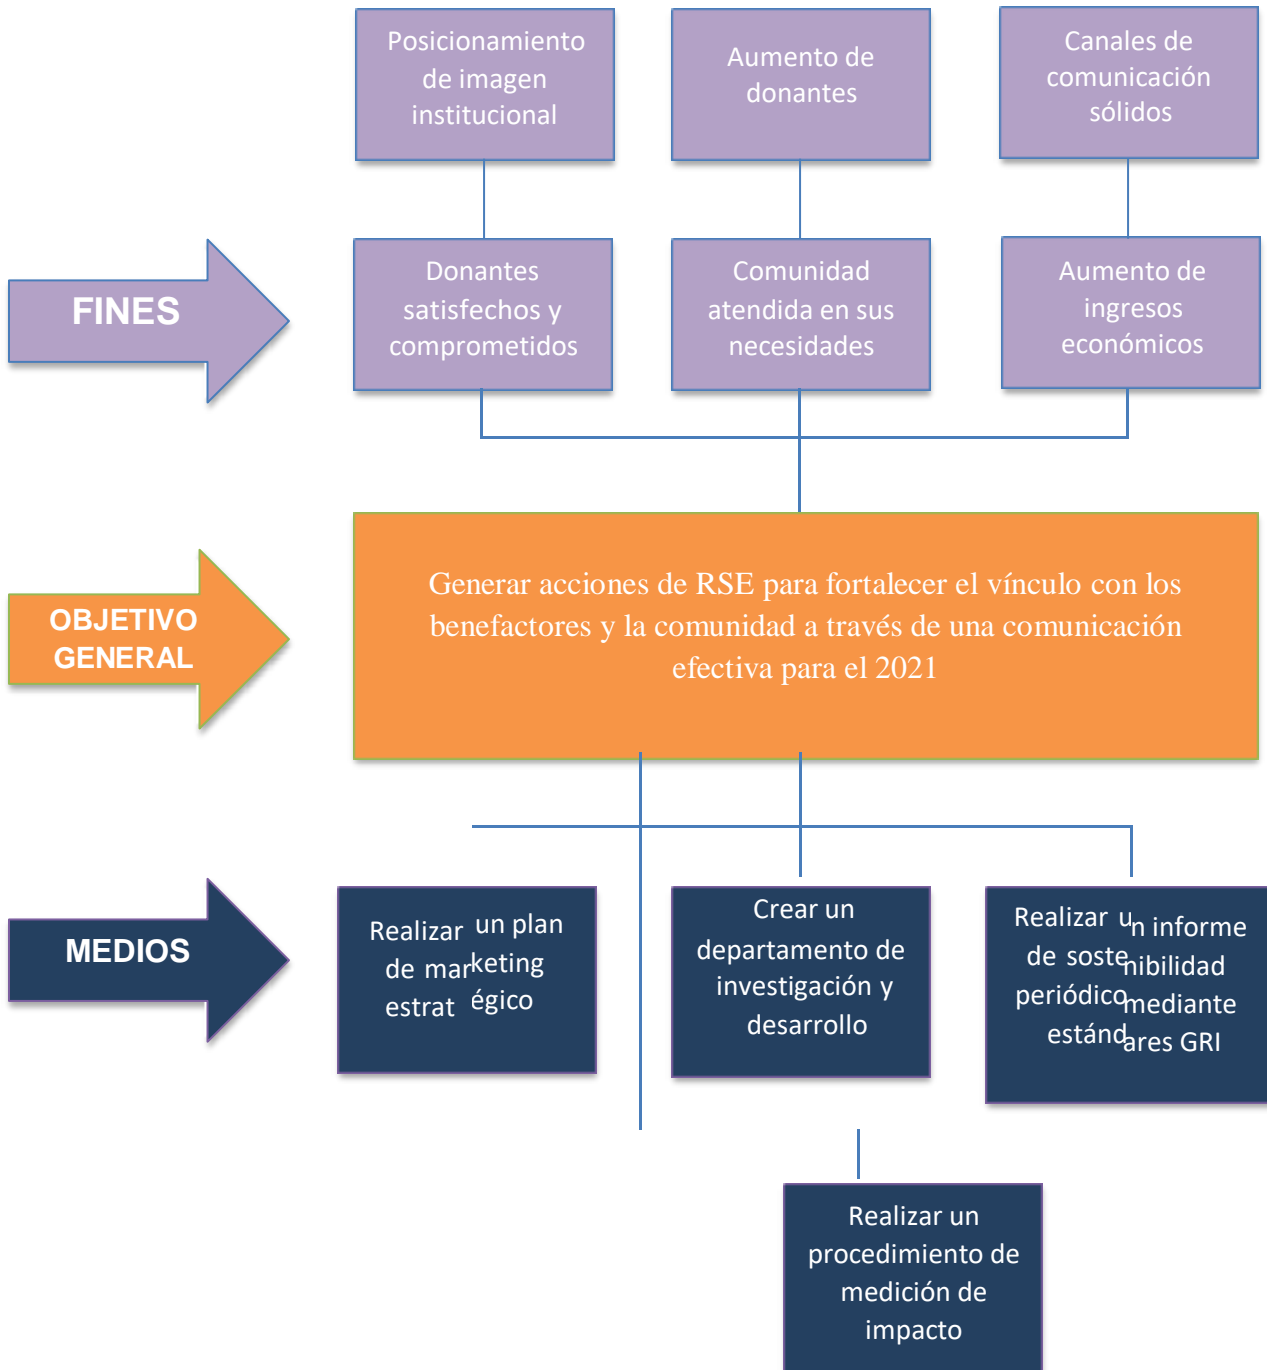 Posicionamiento
de imagen
institucional
Aumento de
donantes
Canales de
comunicación
sólidos
FINES
Donantes
satisfechos y
comprometidos
Comunidad
atendida en sus
necesidades
Aumento de
ingresos
económicos
OBJETIVO
GENERAL
Generar acciones de RSE para fortalecer el vínculo con los
benefactores y la comunidad a través de una comunicación
efectiva para el 2021
MEDIOS
Realizar un plan
de marketing
estratégico
Crear un
departamento de
investigación y
desarrollo
Realizar un informe
de sostenibilidad
periódico mediante
estándares GRI
Realizar un
procedimiento de
medición de
impacto